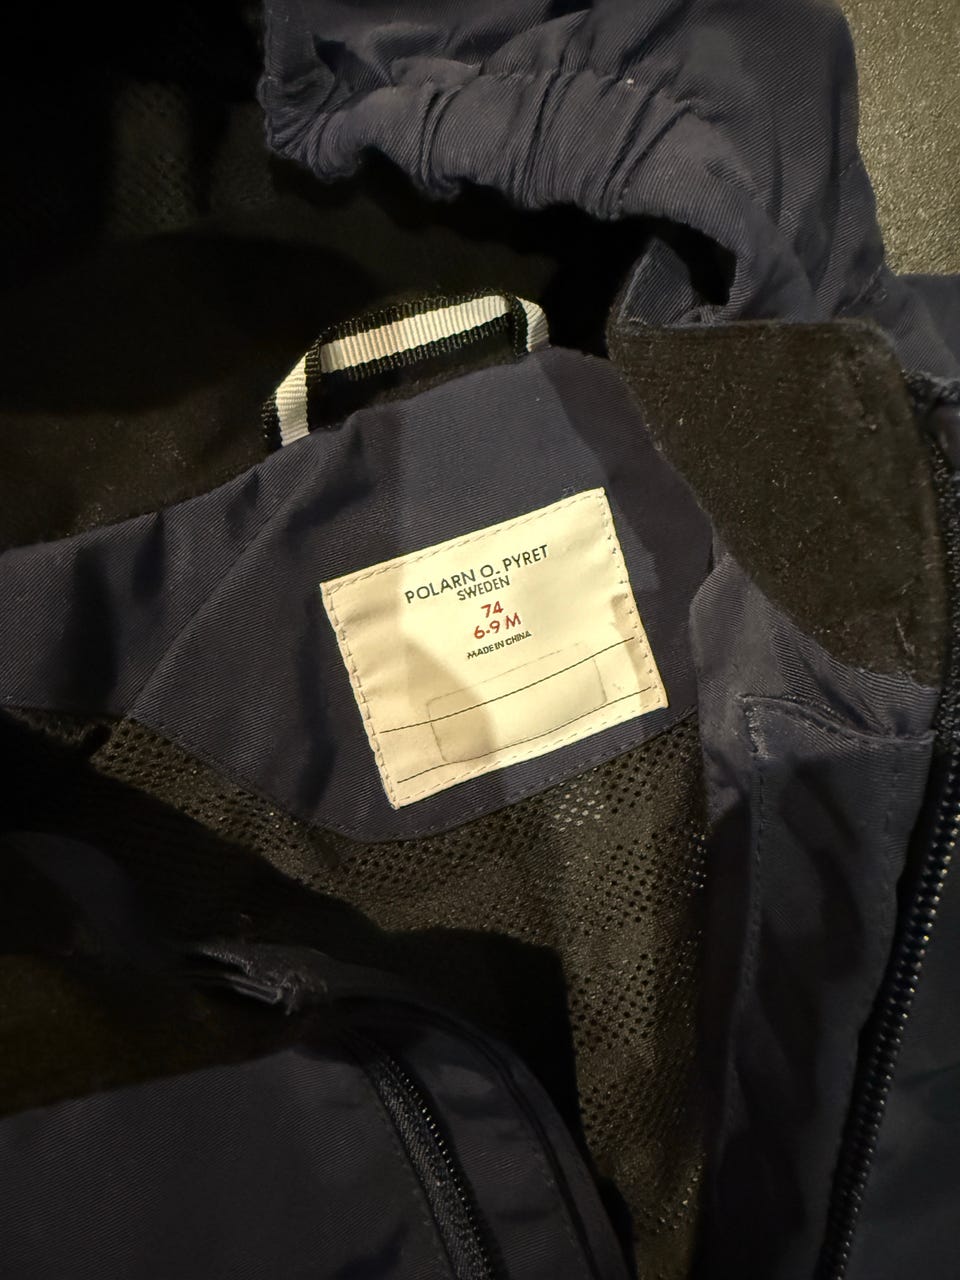 POLARN O. PYRET
SWEDEN
74
6-9 M
MADE IN CHINA